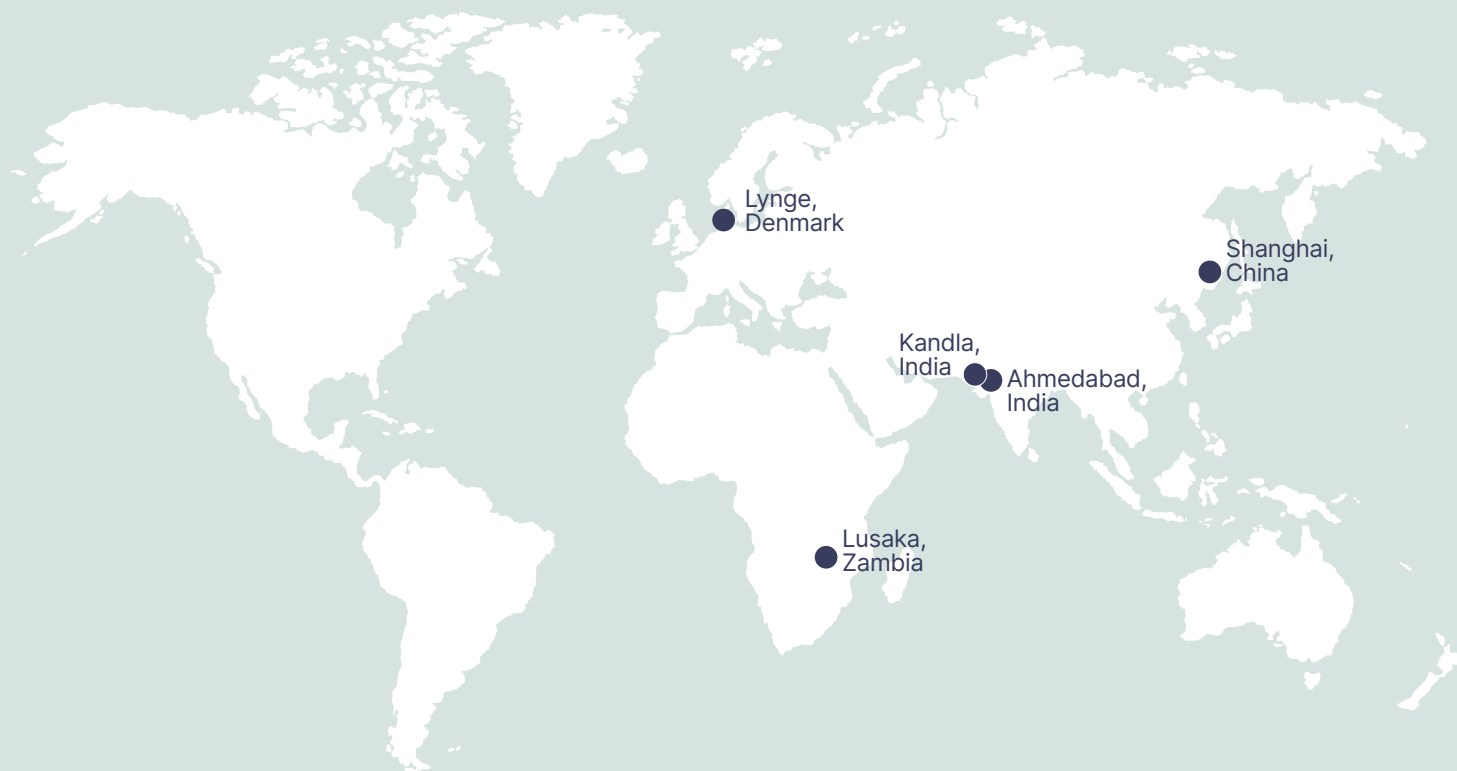 Lynge,
Denmark
Shanghai,
China
Kandla,
India
Ahmedabad,
India
Lusaka,
Zambia